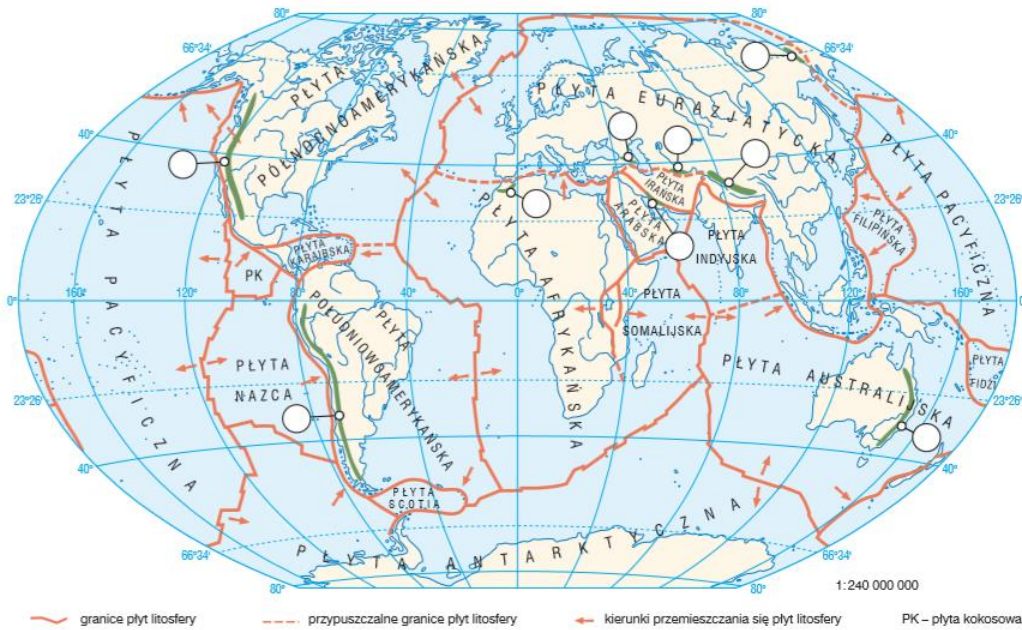 80°
80°
66°34'
66°34'
PŁYTA
PÓŁNOCNOAMERYKAŃSKA
PŁYTA EURAZJATYCKA
40°
40°
PŁYTA PACYFICZNA
PŁYTA PACYFICZNA
23°26'
23°26'
PŁYTA
IRAŃSKA
PŁYTA
ARABSKA
PŁYTA
FILIPIŃSKA
PŁYTA
KARAIBSKA
PŁYTA
INDYJSKA
PK
PŁYTA AFRYKAŃSKA
0°
160°
120°
80°
40°
0°
40°
80°
120°
160°
0°
PŁYTA
SOMALIJSKA
PŁYTA
POŁUDNIOWOAMERYKAŃSKA
PŁYTA
NAZCA
PŁYTA AUSTRALIJSKA
PŁYTA
FIDŻI
23°26'
23°26'
40°
40°
PŁYTA
SCOTIA
PŁYTA ANTARKTYCZNA
66°34'
66°34'
80°
80°
1:240 000 000
granice płyt litosfery
przypuszczalne granice płyt litosfery
kierunki przemieszczania się płyt litosfery
PK – płyta kokosowa